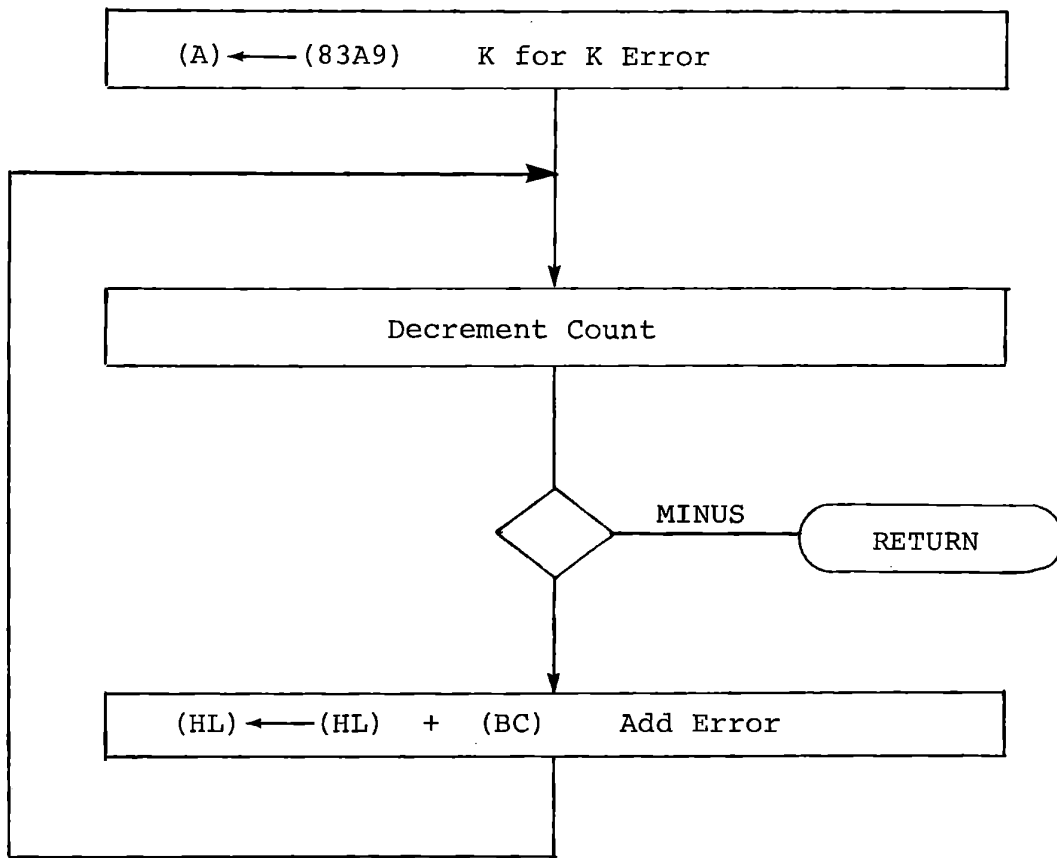 (A) ← (83A9) K for K Error
Decrement Count
MINUS
RETURN
(HL) ← (HL) + (BC) Add Error